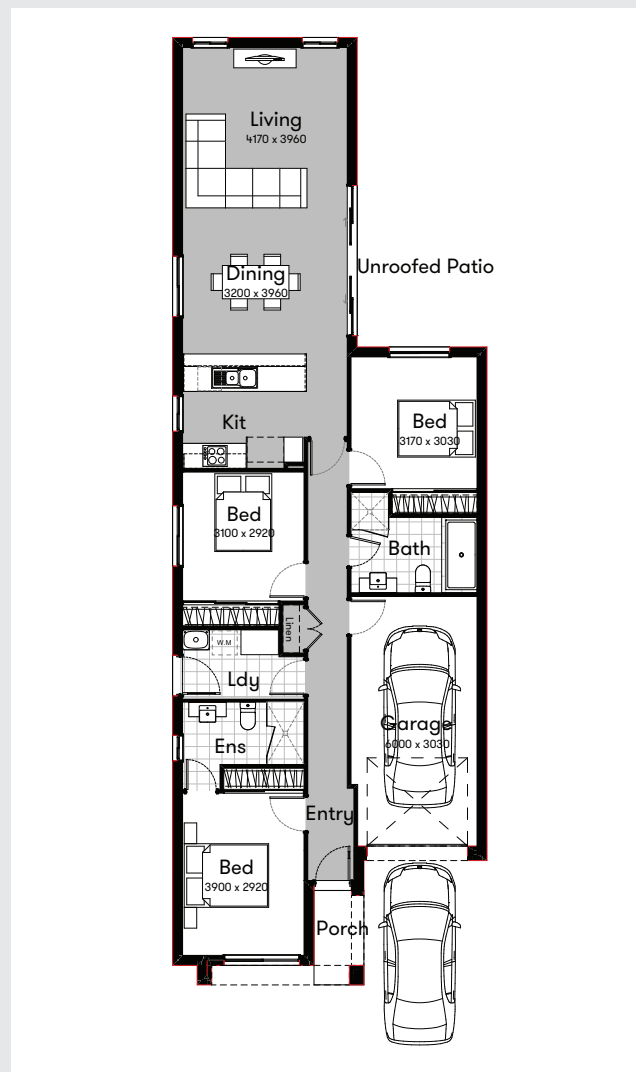 Living
4170 x 3960
Unroofed Patio
Dining
3200 x 3960
Kit
Bed
3170 x 3030
Bed
3100 x 2920
Bath
Linen
W.M
Ldy
Garage
6000 x 3030
Ens
Entry
Bed
3900 x 2920
Porch